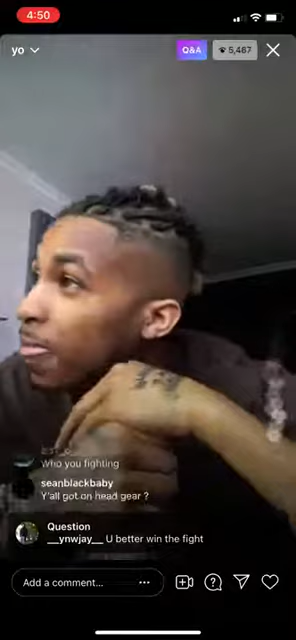 4:50
yo
Q&A
5,467
Who you fighting
seanblackbaby
Y'all got on head gear ?
Question
__ynwjay__ U better win the fight
Add a comment...